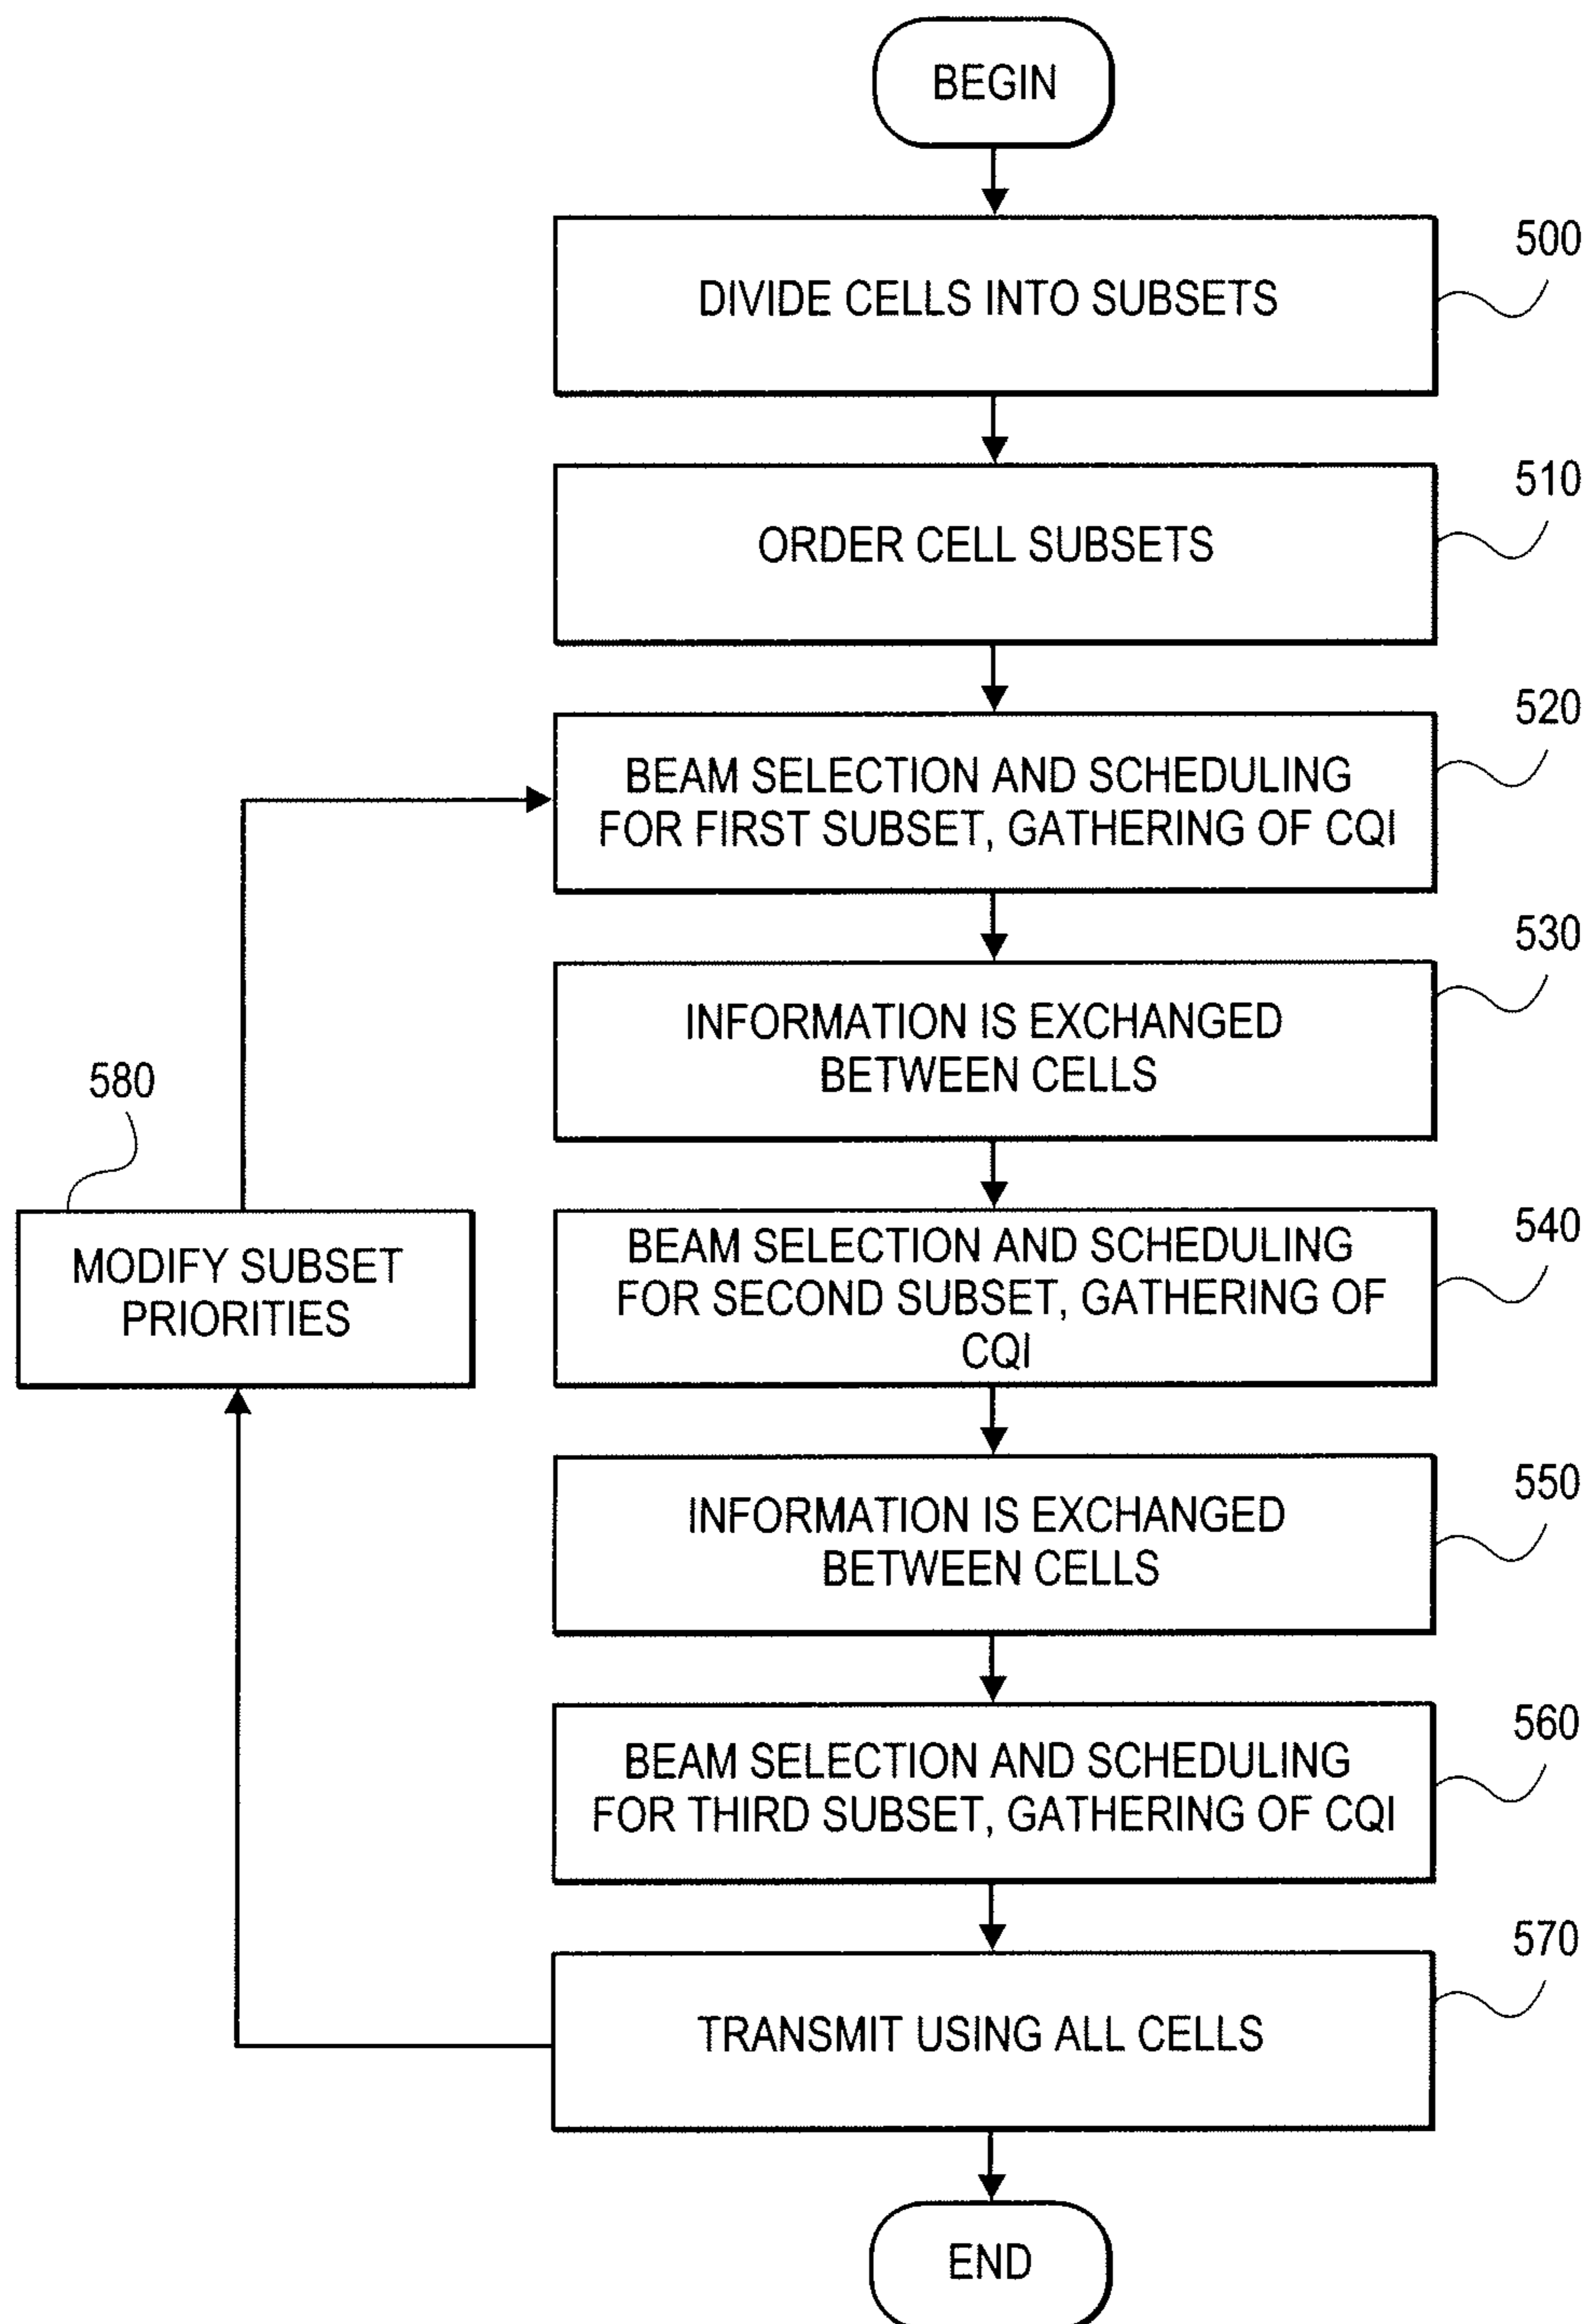 BEGIN
500
DIVIDE CELLS INTO SUBSETS
510
ORDER CELL SUBSETS
520
BEAM SELECTION AND SCHEDULING
FOR FIRST SUBSET, GATHERING OF CQI
530
INFORMATION IS EXCHANGED
BETWEEN CELLS
580
MODIFY SUBSET
PRIORITIES
540
BEAM SELECTION AND SCHEDULING
FOR SECOND SUBSET, GATHERING OF
CQI
550
INFORMATION IS EXCHANGED
BETWEEN CELLS
560
BEAM SELECTION AND SCHEDULING
FOR THIRD SUBSET, GATHERING OF CQI
570
TRANSMIT USING ALL CELLS
END